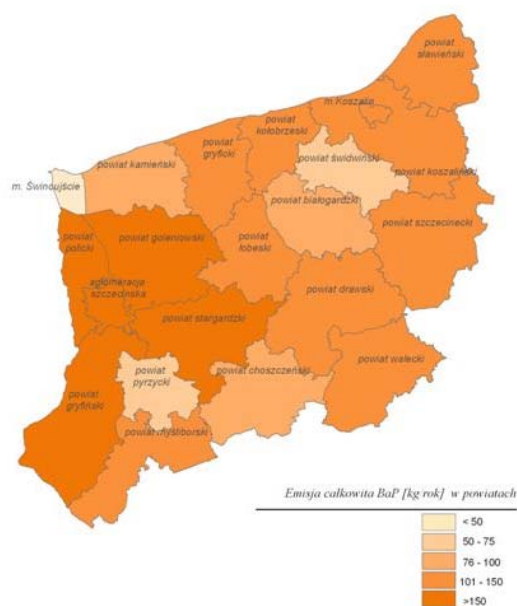 powiat
sławieński
m. Koszalin
powiat
kołobrzeski
powiat
gryficki
powiat świdwiński
powiat kamieński
powiat koszaliński
m. Świnoujście
powiat białogardzki
powiat szczecinecki
powiat
policki
powiat goleniowski
powiat
łobeski
aglomeracja
szczecińska
powiat drawski
powiat stargardzki
powiat wałecki
powiat
pyrzycki
powiat choszczeński
powiat
gryfiński
powiat myśliborski
Emisja całkowita BaP [kg rok] w powiatach
< 50
50 - 75
76 - 100
101 - 150
>150